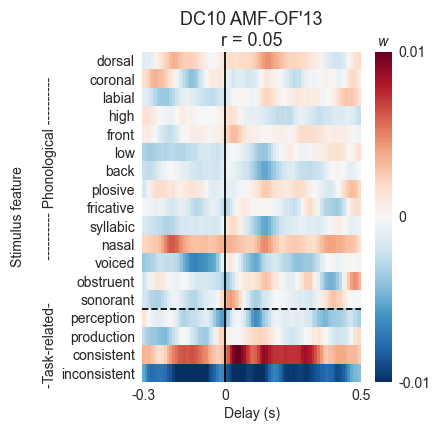 DC10 AMF-OF'13
r = 0.05
w
0.01
0
-0.01
Stimulus feature
---------- Phonological ----------
-Task-related-
dorsal
coronal
labial
high
front
low
back
plosive
fricative
syllabic
nasal
voiced
obstruent
sonorant
perception
production
consistent
inconsistent
-0.3
0
0.5
Delay (s)